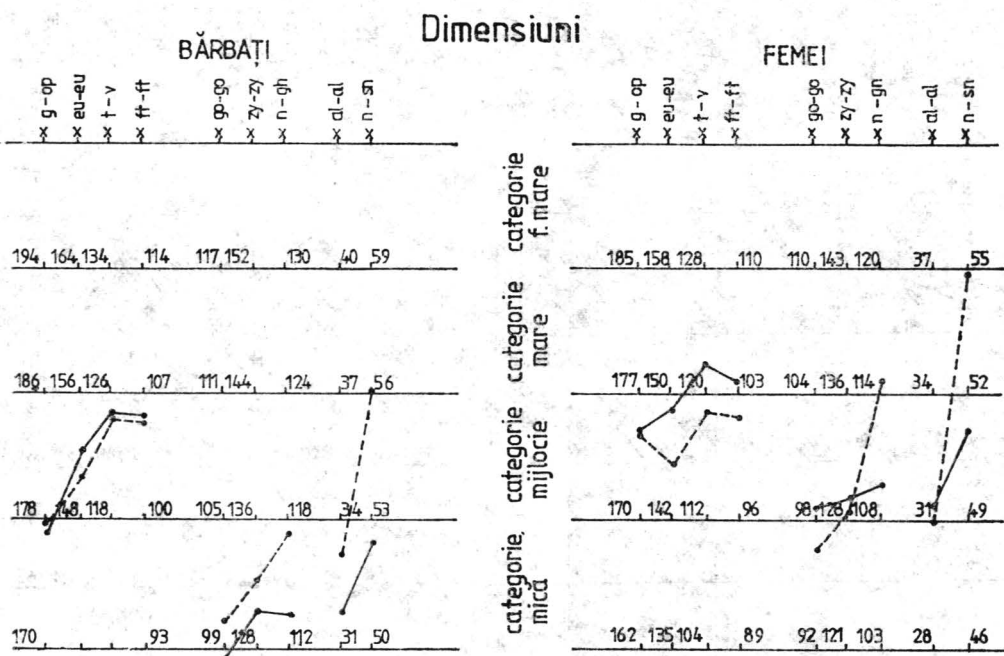 Dimensiuni
BĂRBAȚI FEMEI
× g-op × eu-eu × t-v × ft-ft × go-go × zy-zy × n-gh × al-al × n-sn × g-op × eu-eu × t-v × ft-ft × go-go × zy-zy × n-gn × al-al × n-sn
categorie f. mare
194 164 134 114 117 152 130 40 59 185 158 128 110 110 143 120 37 55
categorie mare
186 156 126 107 111 144 124 37 56 177 150 120 103 104 136 114 34 52
categorie mijlocie
178 148 118 100 105 136 118 34 53 170 142 112 96 98 128 108 31 49
categorie mică
170 93 99 128 112 31 50 162 135 104 89 92 121 103 28 46